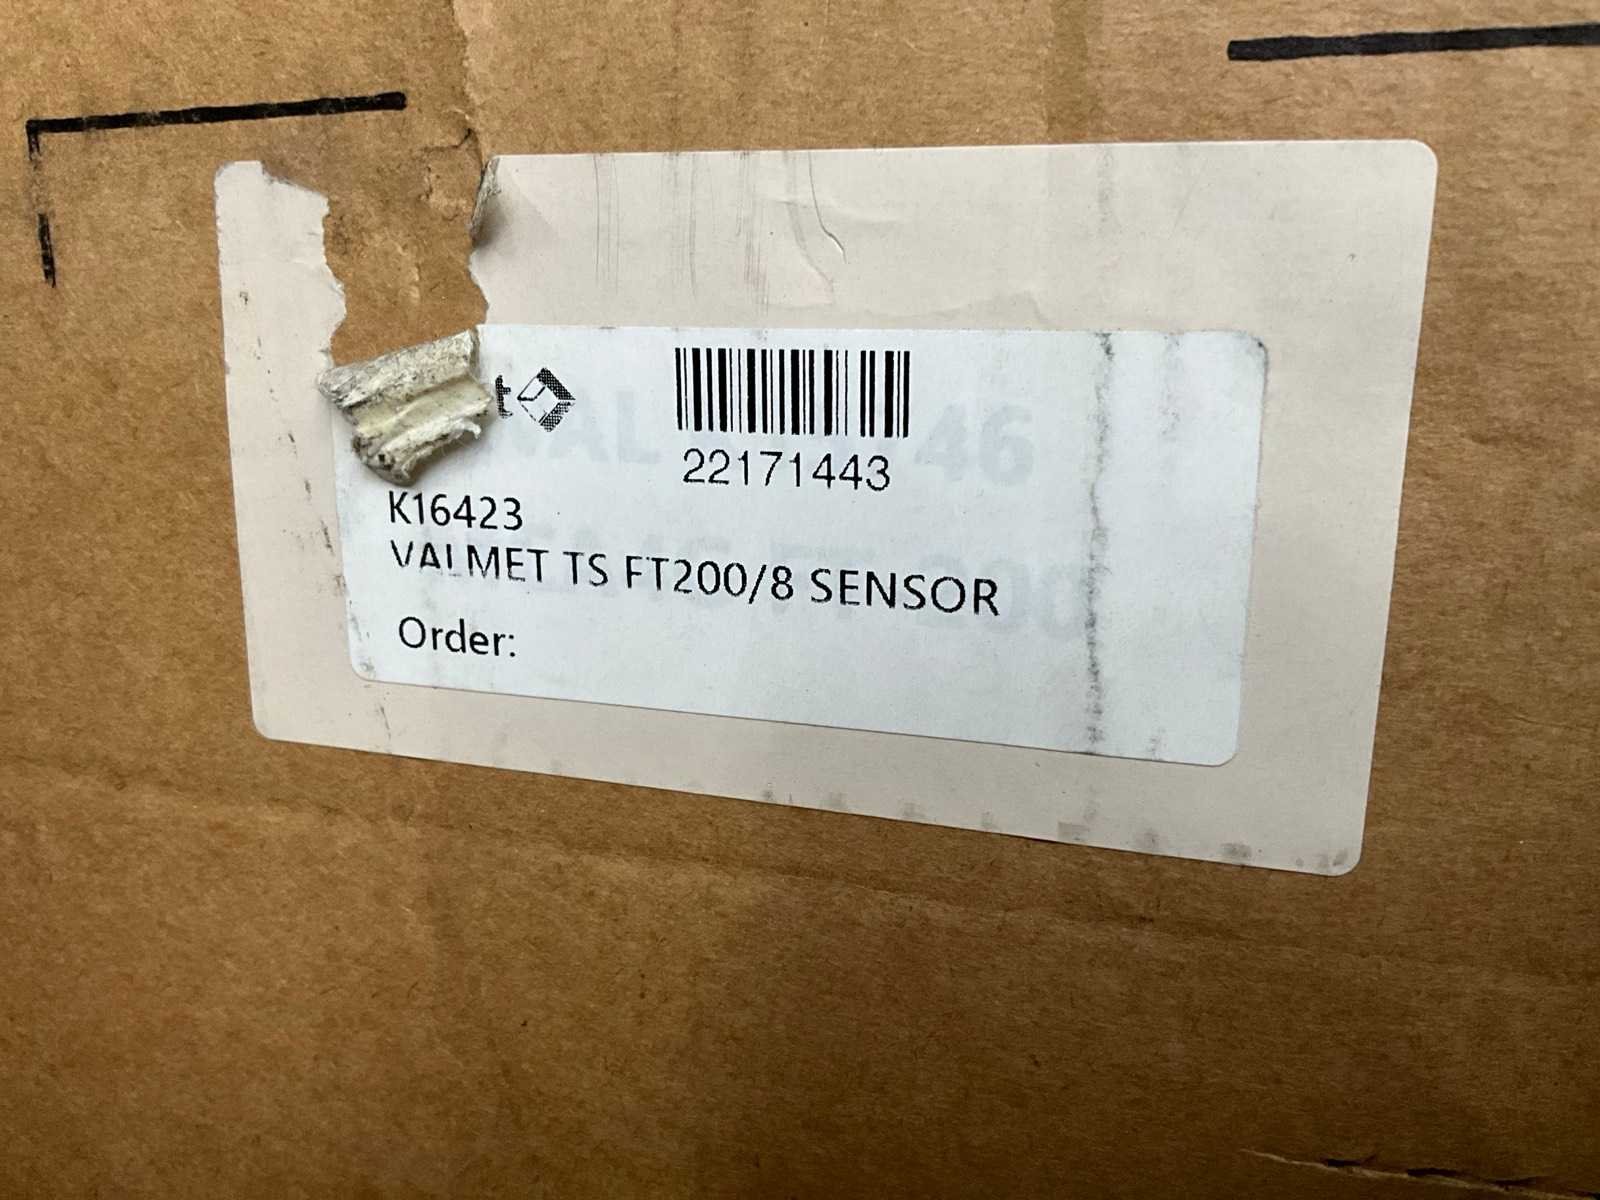 t
22171443
K16423
VALMET TS FT200/8 SENSOR
Order: